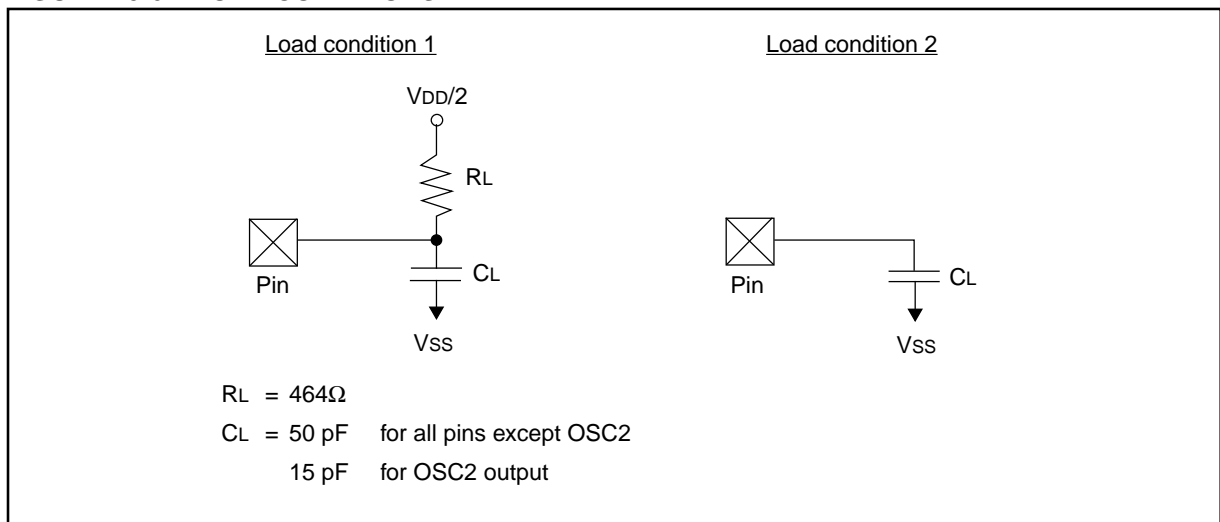 Load condition 1
VDD/2
RL
Pin
CL
VSS
Load condition 2
Pin
CL
VSS
RL = 464Ω
CL = 50 pF for all pins except OSC2
15 pF for OSC2 output